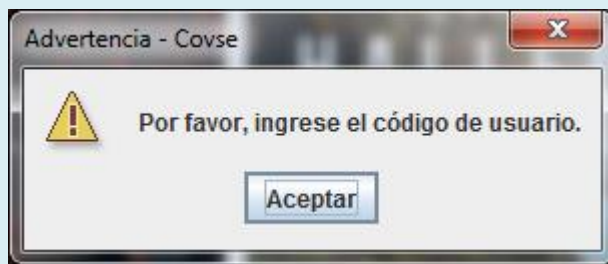 Advertencia - Covse
Por favor, ingrese el código de usuario.
Aceptar